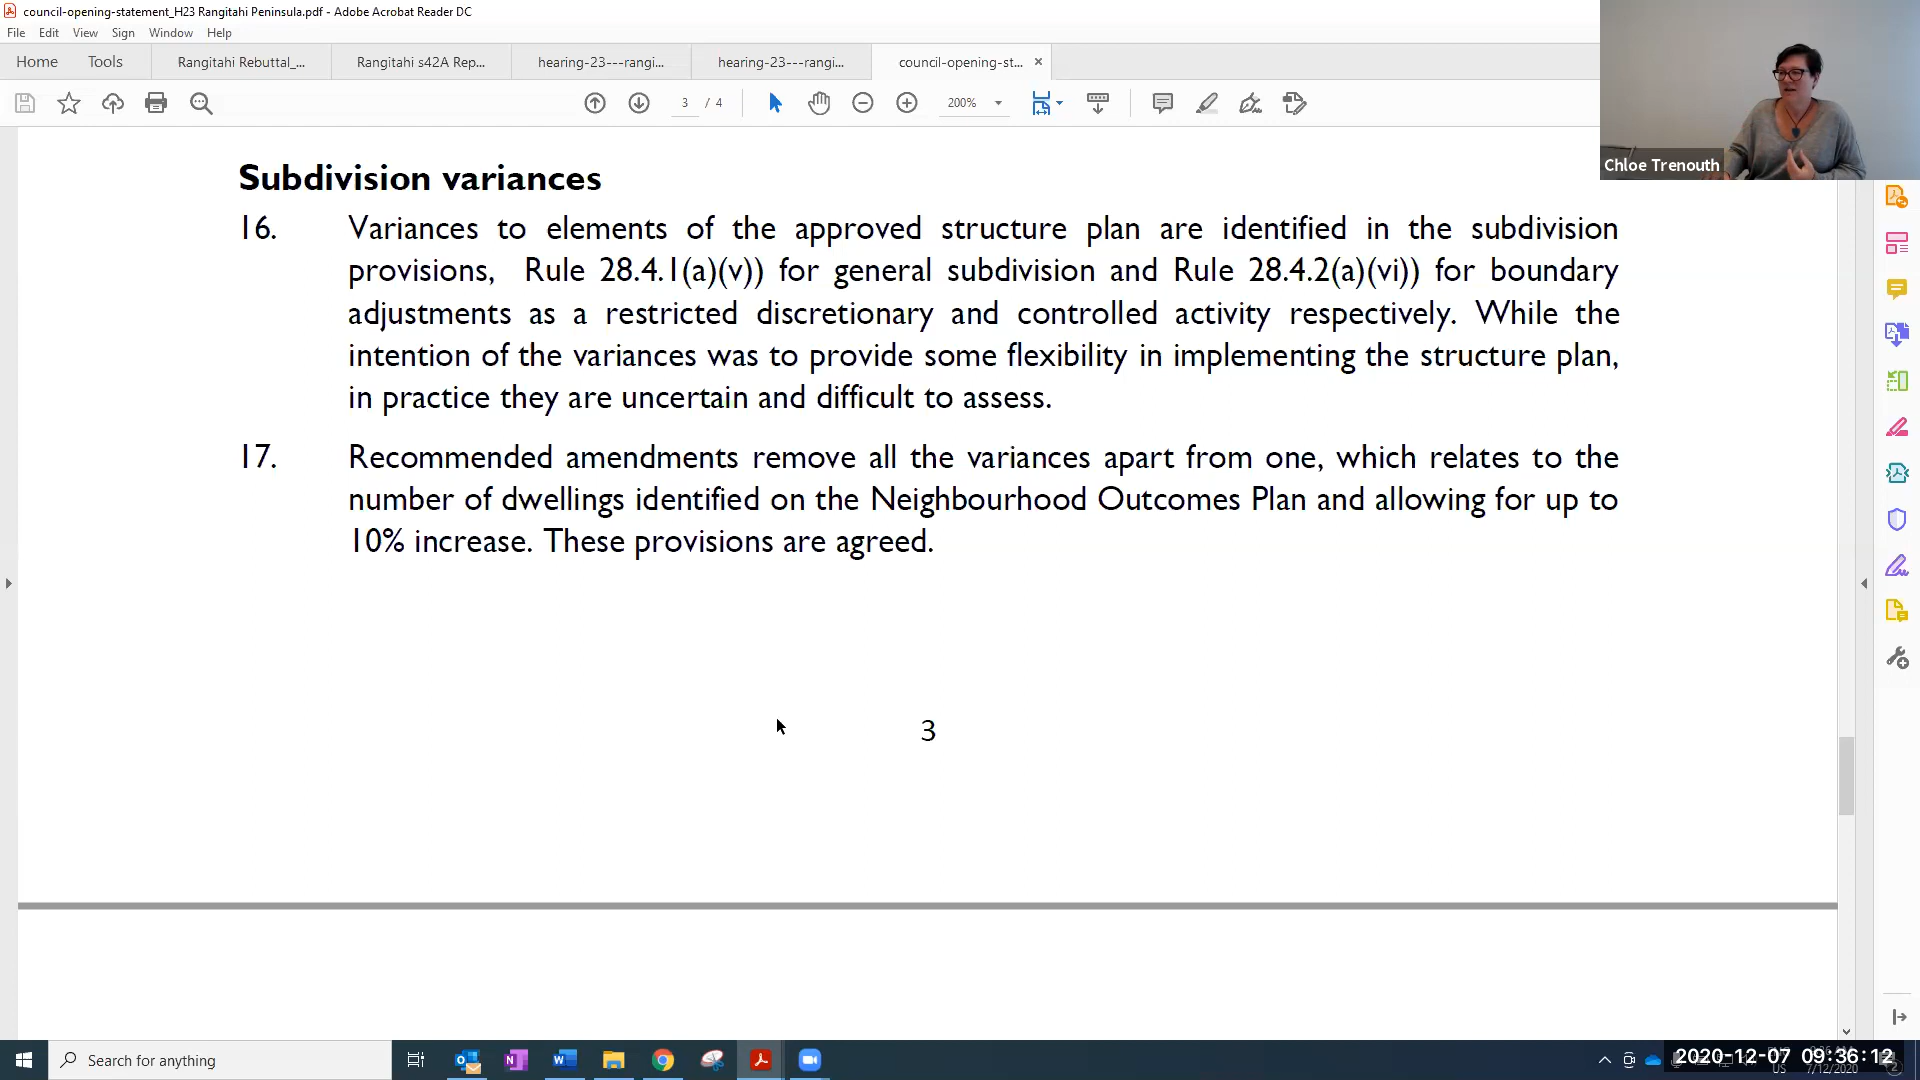 council-opening-statement_H23 Rangitahi Peninsula.pdf - Adobe Acrobat Reader DC
File Edit View Sign Window Help
Home Tools Rangitahi Rebuttal_... Rangitahi s42A Rep... hearing-23---rangi... hearing-23---rangi... council-opening-st...
3 / 4 200%
Chloe Trenouth
Subdivision variances
16. Variances to elements of the approved structure plan are identified in the subdivision
provisions, Rule 28.4.1(a)(v)) for general subdivision and Rule 28.4.2(a)(vi)) for boundary
adjustments as a restricted discretionary and controlled activity respectively. While the
intention of the variances was to provide some flexibility in implementing the structure plan,
in practice they are uncertain and difficult to assess.
17. Recommended amendments remove all the variances apart from one, which relates to the
number of dwellings identified on the Neighbourhood Outcomes Plan and allowing for up to
10% increase. These provisions are agreed.
3
Search for anything
2020-12-07 09:36:12
US 7/12/2020